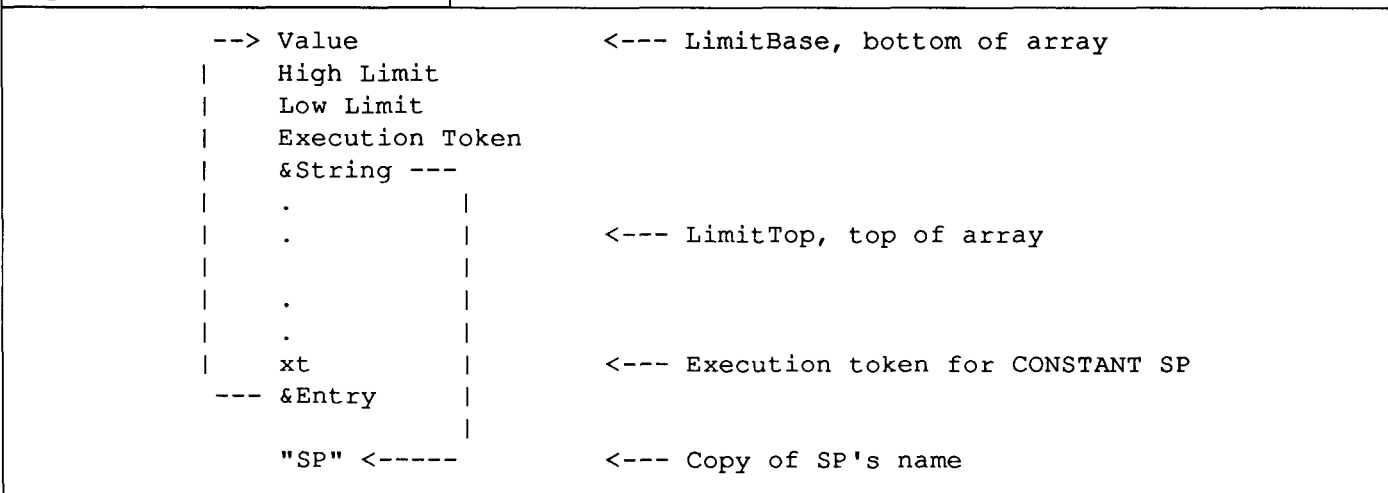 --> Value <--- LimitBase, bottom of array
| High Limit
| Low Limit
| Execution Token
| &String ---
| . |
| . | <--- LimitTop, top of array
| |
| . |
| . |
| xt | <--- Execution token for CONSTANT SP
--- &Entry |
|
"SP" <----- <--- Copy of SP's name